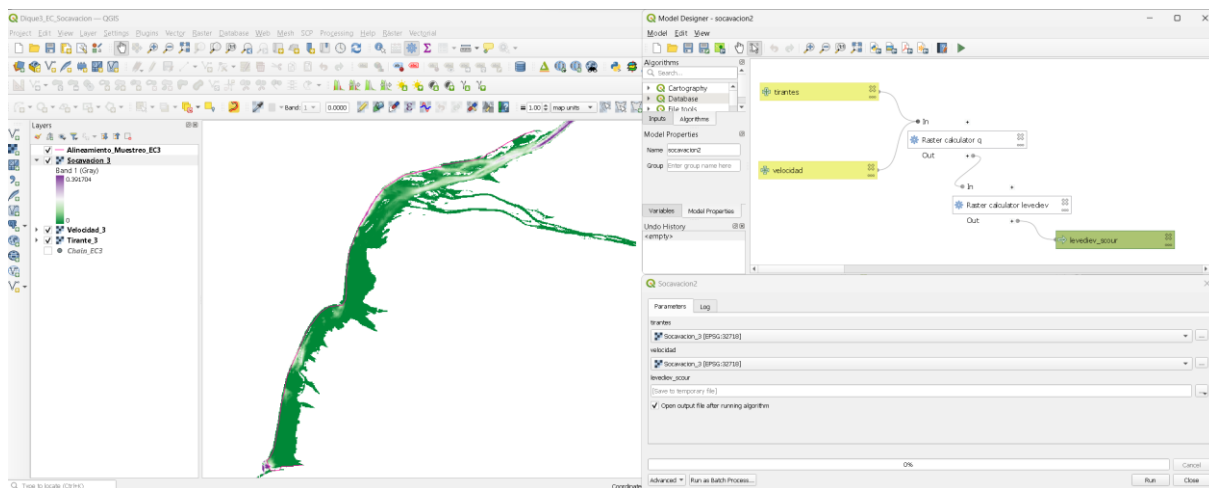 Dique3_EC_Socavacion — QGIS
Project Edit View Layer Settings Plugins Vector Raster Database Web Mesh SCP Processing Help Raster Vectorial
Band: 1
0.0000
1.00
map units
Layers
Alineamiento_Muestreo_EC3
Socavacion_3
Band 1 (Gray)
0.391704
0
Velocidad_3
Tirante_3
Chain_EC3
Type to locate (Ctrl+K)
Coordinate
Model Designer - socavacion2
Model Edit View
Algorithms
Search...
Cartography
Database
File tools
Inputs Algorithms
Model Properties
Name socavacion2
Group Enter group name here
Variables Model Properties
Undo History
<empty>
tirantes
velocidad
In
Raster calculator q
Out
In
Raster calculator levediev
Out
levediev_scour
Socavacion2
Parameters Log
tirantes
Socavacion_3 [EPSG:32718]
velocidad
Socavacion_3 [EPSG:32718]
levediev_scour
[Save to temporary file]
Open output file after running algorithm
0%
Cancel
Advanced Run as Batch Process...
Run Close